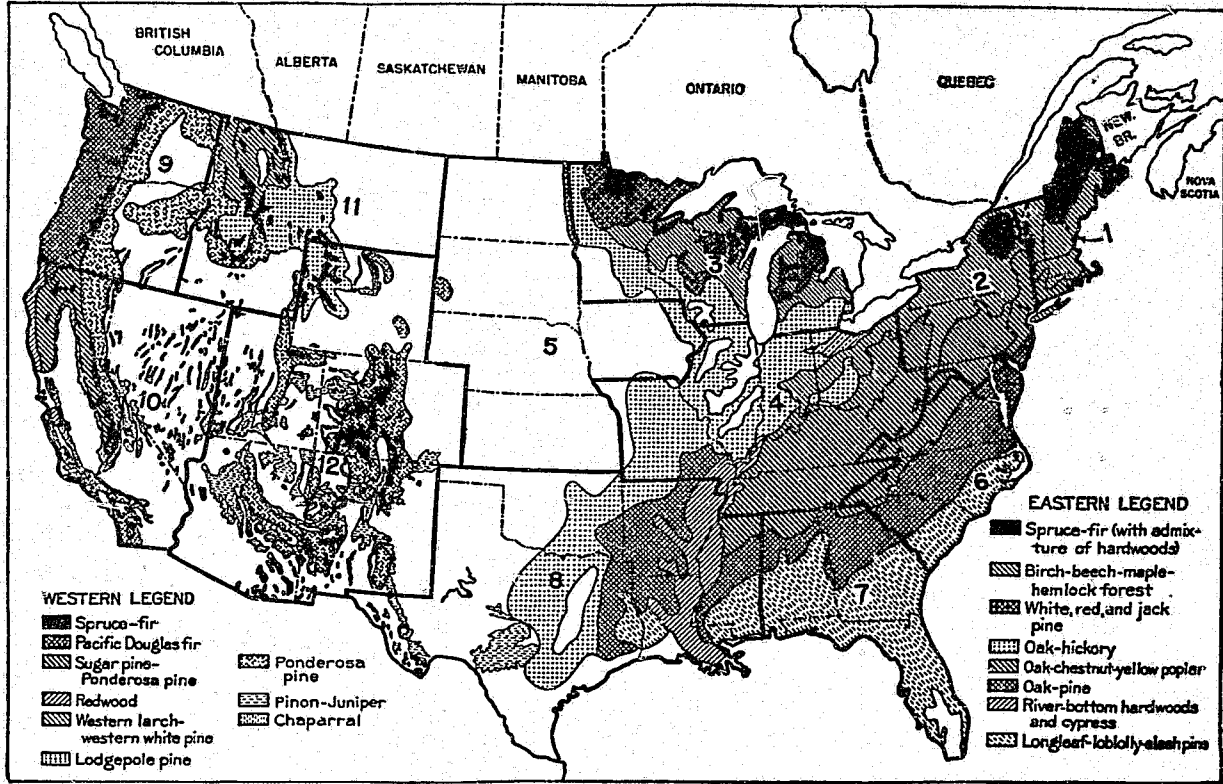 BRITISH
COLUMBIA
ALBERTA
SASKATCHEWAN
MANITOBA
ONTARIO
QUEBEC
NEW.
BR.
NOVA
SCOTIA
9
11
3
1
2
5
10
4
12
6
8
7
WESTERN LEGEND
Spruce-fir
Pacific Douglas fir
Sugar pine-
Ponderosa pine
Redwood
Western larch-
western white pine
Lodgepole pine
Ponderosa
pine
Pinon-Juniper
Chaparral
EASTERN LEGEND
Spruce-fir (with admix-
ture of hardwoods)
Birch-beech-maple-
hemlock forest
White, red, and jack
pine
Oak-hickory
Oak-chestnut-yellow poplar
Oak-pine
River-bottom hardwoods
and cypress
Longleaf-loblolly-slash pine